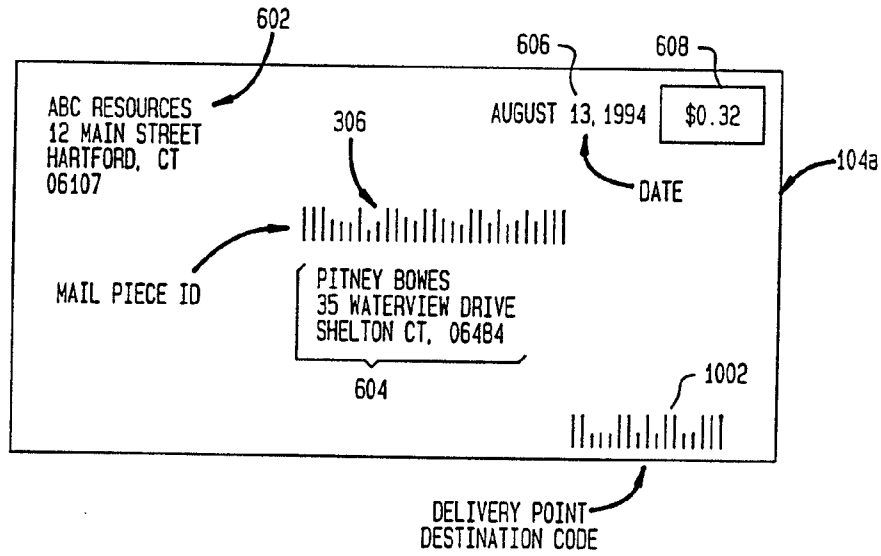 602
606
608
ABC RESOURCES
12 MAIN STREET
HARTFORD, CT
06107
306
AUGUST 13, 1994
$0.32
104a
DATE
MAIL PIECE ID
PITNEY BOWES
35 WATERVIEW DRIVE
SHELTON CT, 06484
604
1002
DELIVERY POINT
DESTINATION CODE